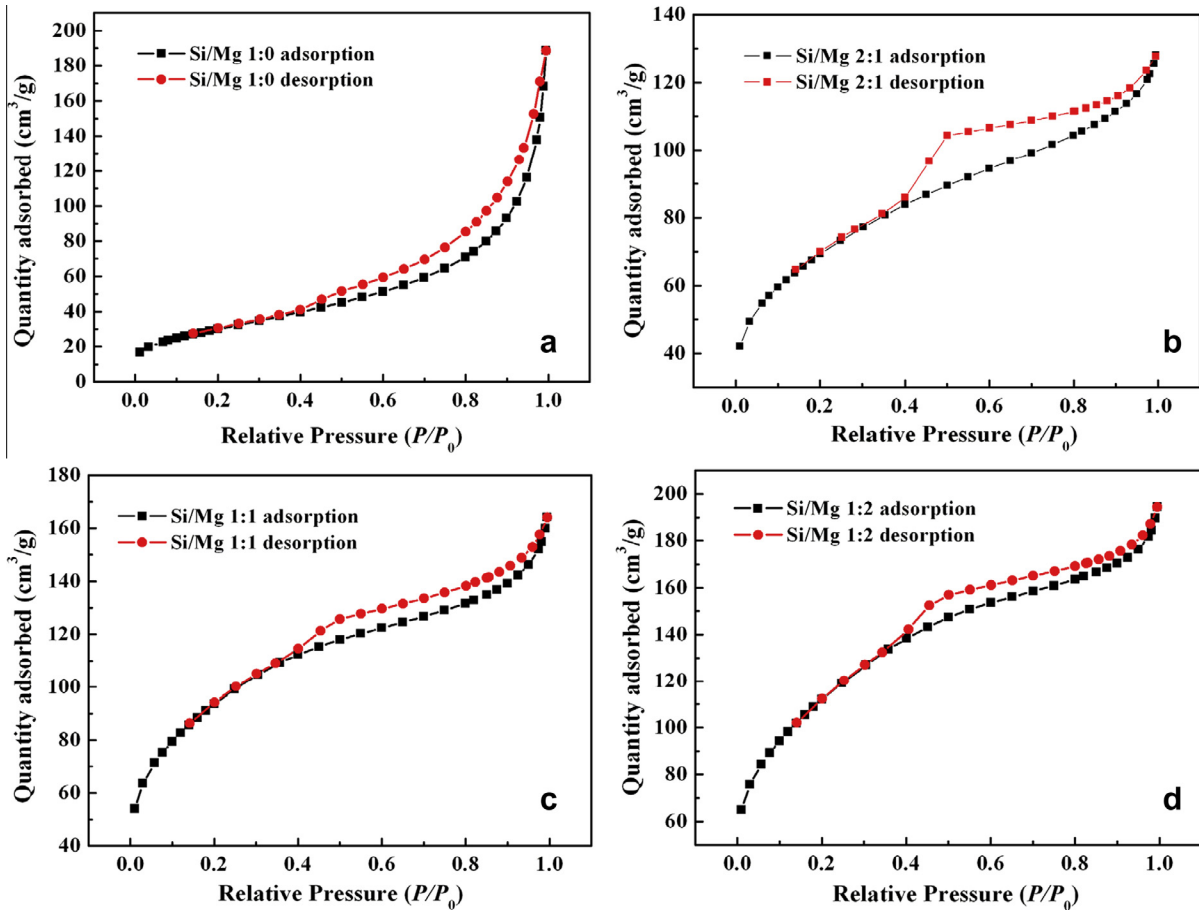 Si/Mg 1:0 adsorption
Si/Mg 1:0 desorption
Quantity adsorbed (cm³/g)
200
180
160
140
120
100
80
60
40
20
0
a
0.0 0.2 0.4 0.6 0.8 1.0
Relative Pressure (P/P₀)
Si/Mg 2:1 adsorption
Si/Mg 2:1 desorption
Quantity adsorbed (cm³/g)
140
120
100
80
60
40
b
0.0 0.2 0.4 0.6 0.8 1.0
Relative Pressure (P/P₀)
Si/Mg 1:1 adsorption
Si/Mg 1:1 desorption
Quantity adsorbed (cm³/g)
180
160
140
120
100
80
60
40
c
0.0 0.2 0.4 0.6 0.8 1.0
Relative Pressure (P/P₀)
Si/Mg 1:2 adsorption
Si/Mg 1:2 desorption
Quantity adsorbed (cm³/g)
200
180
160
140
120
100
80
60
d
0.0 0.2 0.4 0.6 0.8 1.0
Relative Pressure (P/P₀)